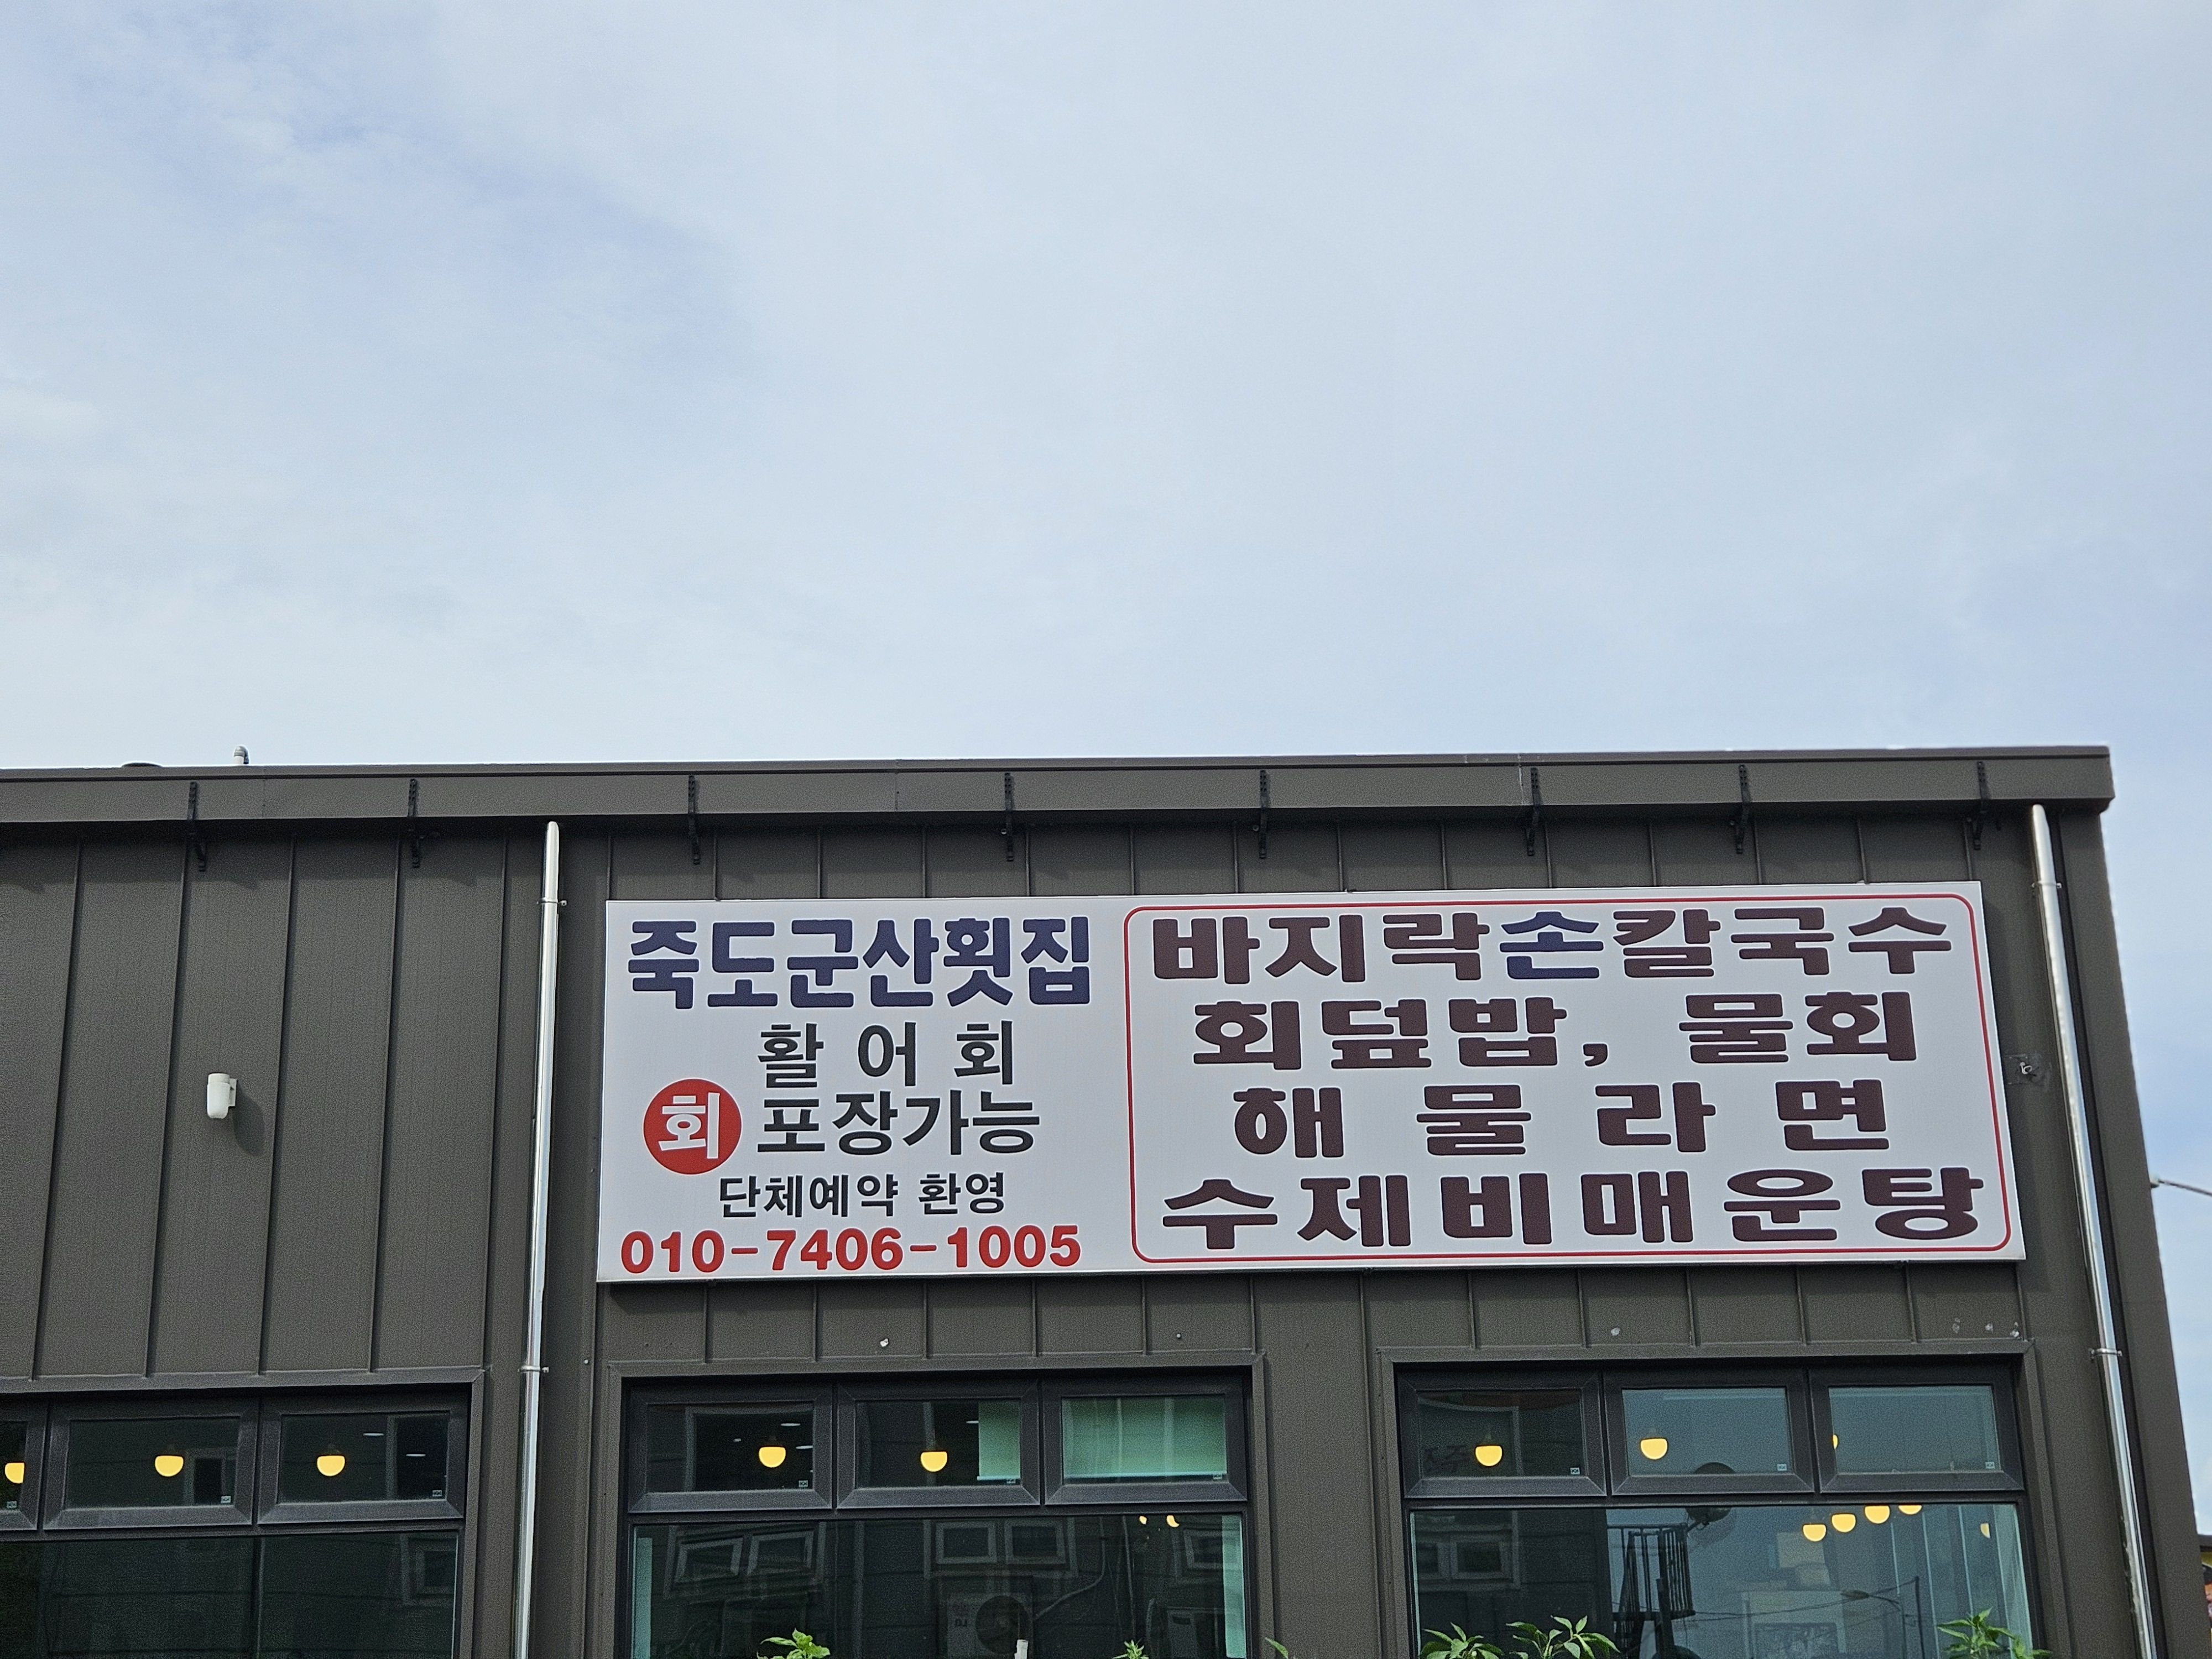 죽도군산횟집
활 어 회
회 포장가능
단체예약 환영
010-7406-1005
바지락손칼국수
회덮밥, 물회
해 물 라 면
수제비매운탕